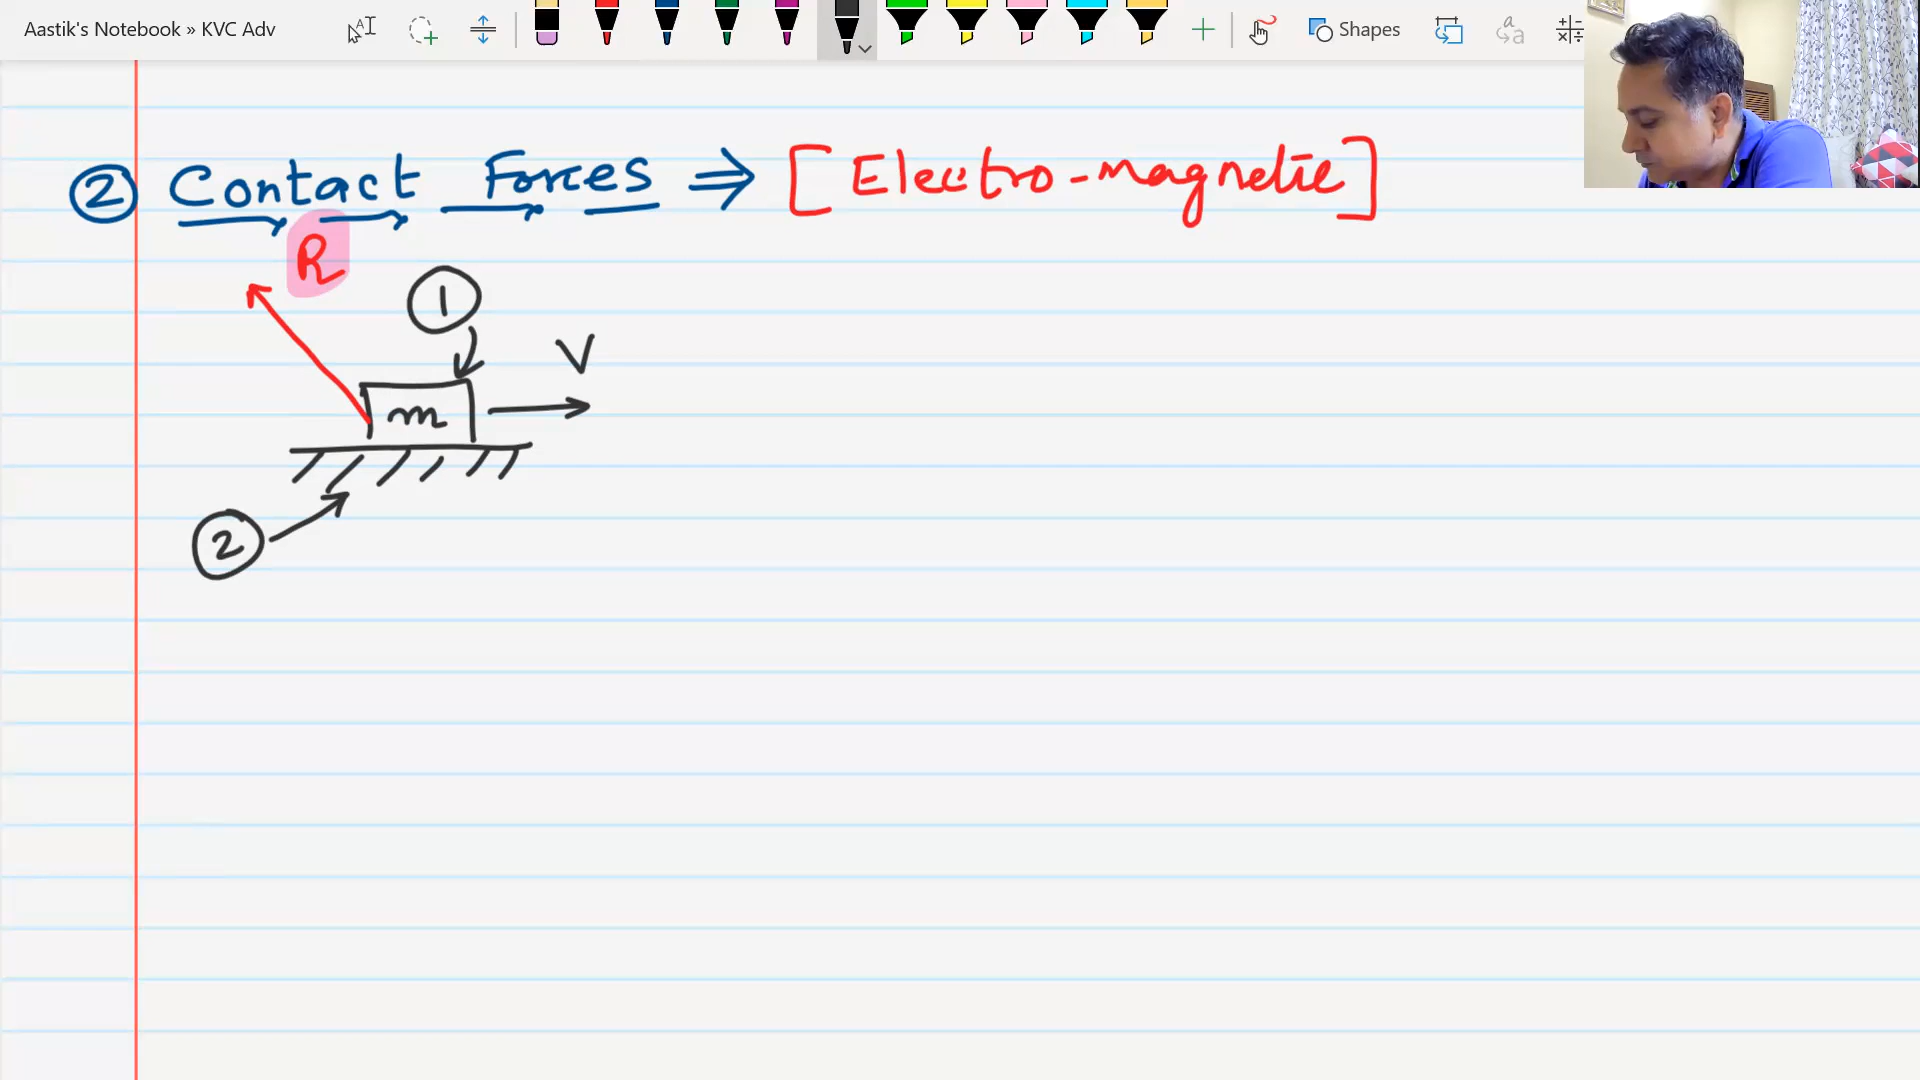 Aastik's Notebook » KVC Adv
Shapes
② Contact Forces ⇒ [Electro-magnetic]
R
①
V
m
②